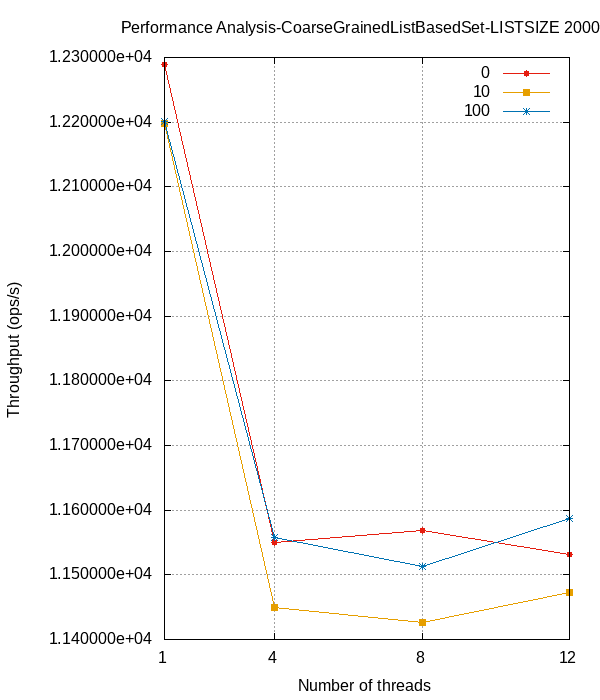 Performance Analysis-CoarseGrainedListBasedSet-LISTSIZE 2000
1.230000e+04
0
10
1.220000e+04
100
1.210000e+04
1.200000e+04
1.190000e+04
1.180000e+04
1.170000e+04
1.160000e+04
1.150000e+04
1.140000e+04
Throughput (ops/s)
1 4 8 12
Number of threads